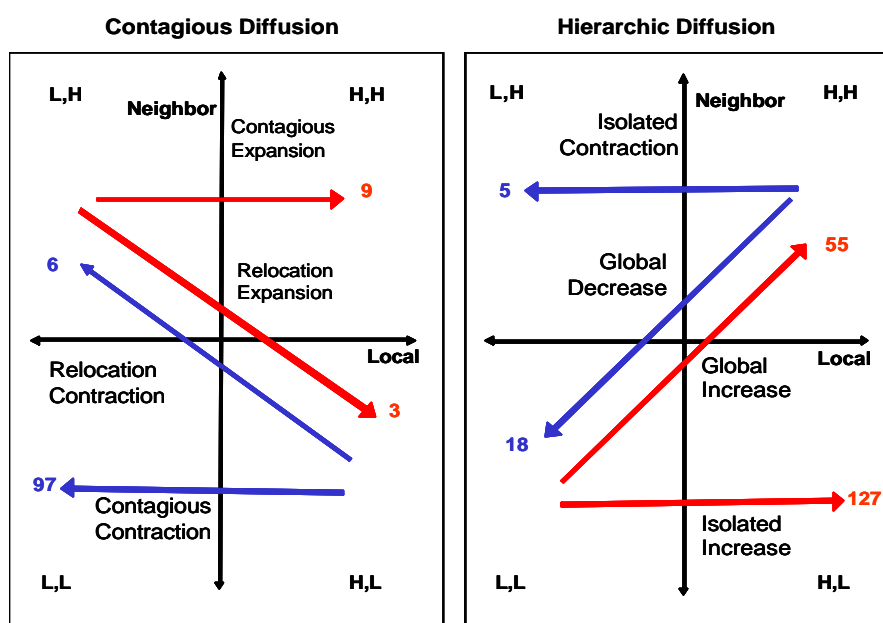 Contagious Diffusion
L,H
Neighbor
H,H
Contagious
Expansion
9
6
Relocation
Expansion
Local
Relocation
Contraction
3
97
Contagious
Contraction
L,L
H,L
Hierarchic Diffusion
L,H
Neighbor
H,H
Isolated
Contraction
5
55
Global
Decrease
Local
Global
Increase
18
127
Isolated
Increase
L,L
H,L